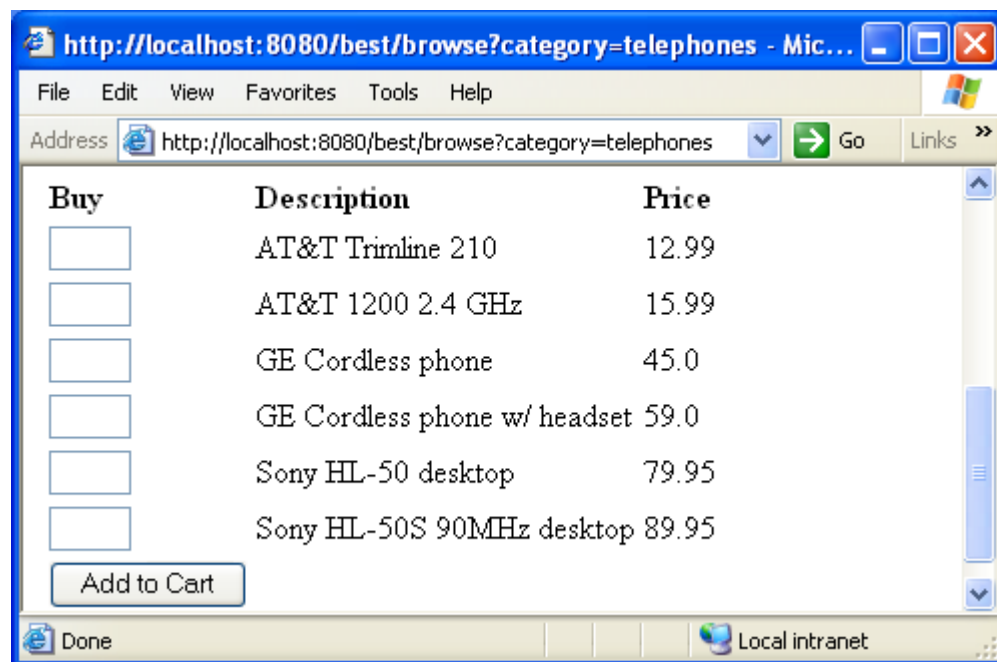 http://localhost:8080/best/browse?category=telephones - Mic...
File Edit View Favorites Tools Help
Address http://localhost:8080/best/browse?category=telephones Go Links »
Buy Description Price
AT&T Trimline 210 12.99
AT&T 1200 2.4 GHz 15.99
GE Cordless phone 45.0
GE Cordless phone w/ headset 59.0
Sony HL-50 desktop 79.95
Sony HL-50S 90MHz desktop 89.95
Add to Cart
Done Local intranet